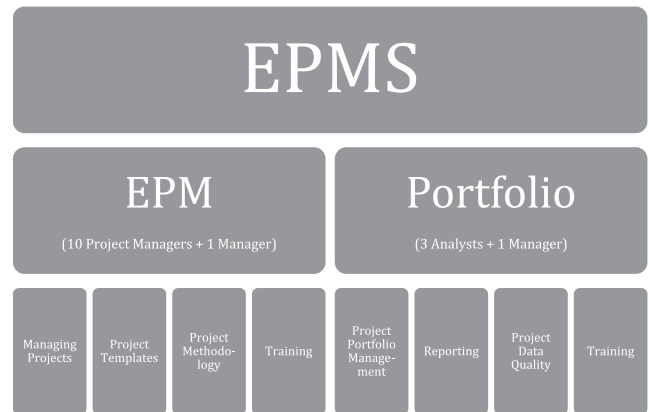 EPMS
EPM
(10 Project Managers + 1 Manager)
Portfolio
(3 Analysts + 1 Manager)
Managing
Projects
Project
Templates
Project
Methodo-
logy
Training
Project
Portfolio
Manage-
ment
Reporting
Project
Data
Quality
Training